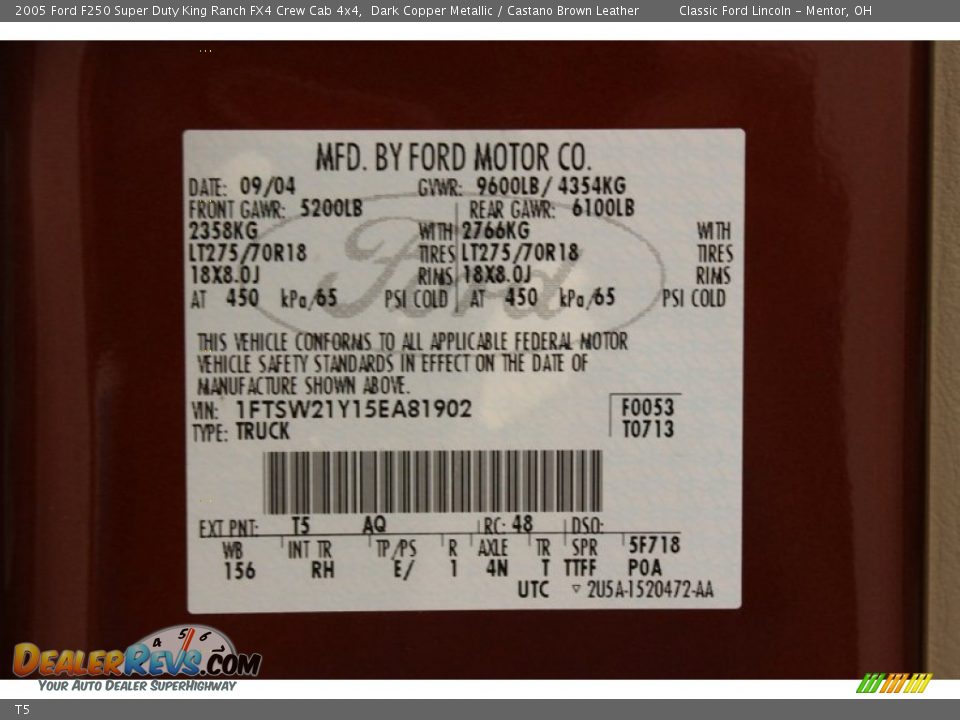 2005 Ford F250 Super Duty King Ranch FX4 Crew Cab 4x4, Dark Copper Metallic / Castano Brown Leather Classic Ford Lincoln - Mentor, OH
MFD. BY FORD MOTOR CO.
DATE: 09/04 GVWR: 9600LB/ 4354KG
FRONT GAWR: 5200LB REAR GAWR: 6100LB
2358KG WITH 2766KG WITH
LT275/70R18 TIRES LT275/70R18 TIRES
18X8.0J RIMS 18X8.0J RIMS
AT 450 kPa/65 PSI COLD AT 450 kPa/65 PSI COLD
Ford
THIS VEHICLE CONFORMS TO ALL APPLICABLE FEDERAL MOTOR
VEHICLE SAFETY STANDARDS IN EFFECT ON THE DATE OF
MANUFACTURE SHOWN ABOVE.
VIN: 1FTSW21Y15EA81902 F0053
TYPE: TRUCK T0713
EXT PNT: T5 AQ RC: 48 DSO:
WB INT TR TP/PS R AXLE TR SPR 5F718
156 RH E/ 1 4N T TTFF POA
UTC ▽ 2U5A-1520472-AA
4 5 6
DEALERREVS.COM
YOUR AUTO DEALER SUPERHIGHWAY
T5